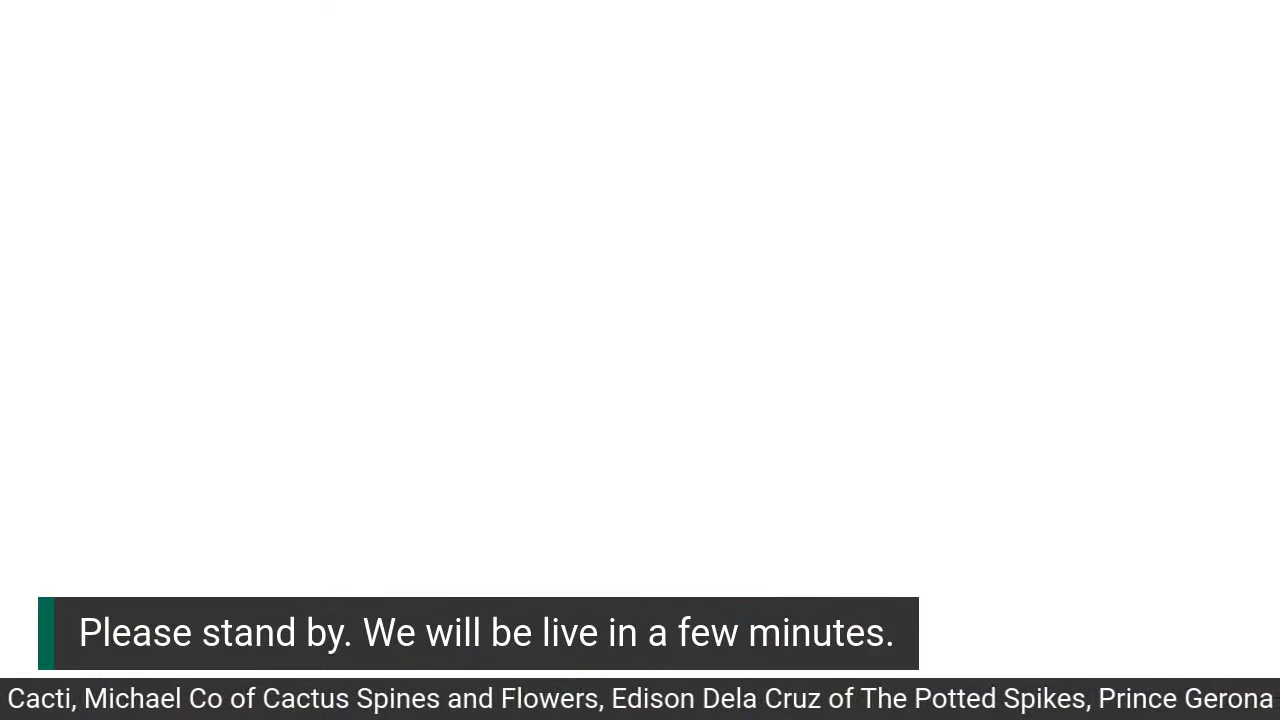 Please stand by. We will be live in a few minutes.
Cacti, Michael Co of Cactus Spines and Flowers, Edison Dela Cruz of The Potted Spikes, Prince Gerona